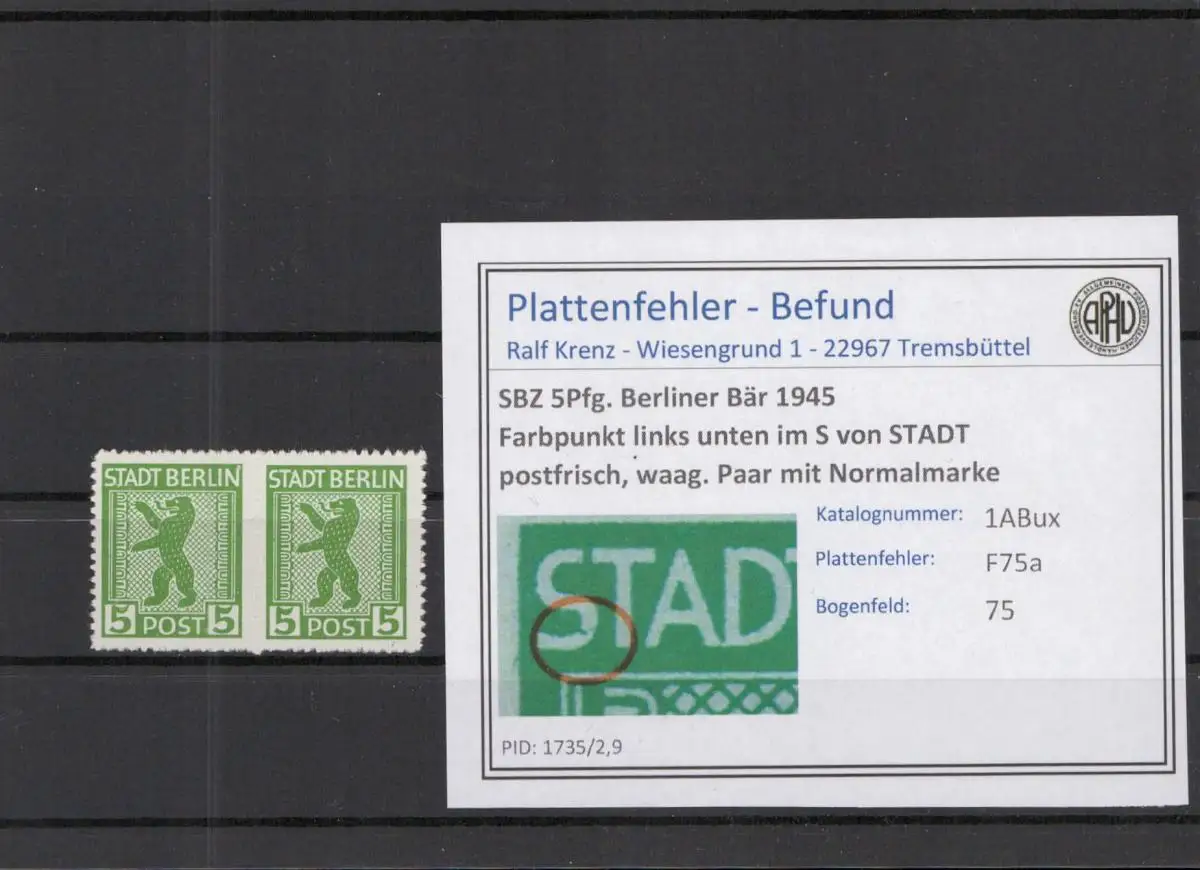 STADT BERLIN STADT BERLIN
5 POST 5 5 POST 5
Plattenfehler - Befund
Ralf Krenz - Wiesengrund 1 - 22967 Tremsbüttel
APHV
SBZ 5Pfg. Berliner Bär 1945
Farbpunkt links unten im S von STADT
postfrisch, waag. Paar mit Normalmarke
STADT
Katalognummer: 1ABux
Plattenfehler: F75a
Bogenfeld: 75
PID: 1735/2,9